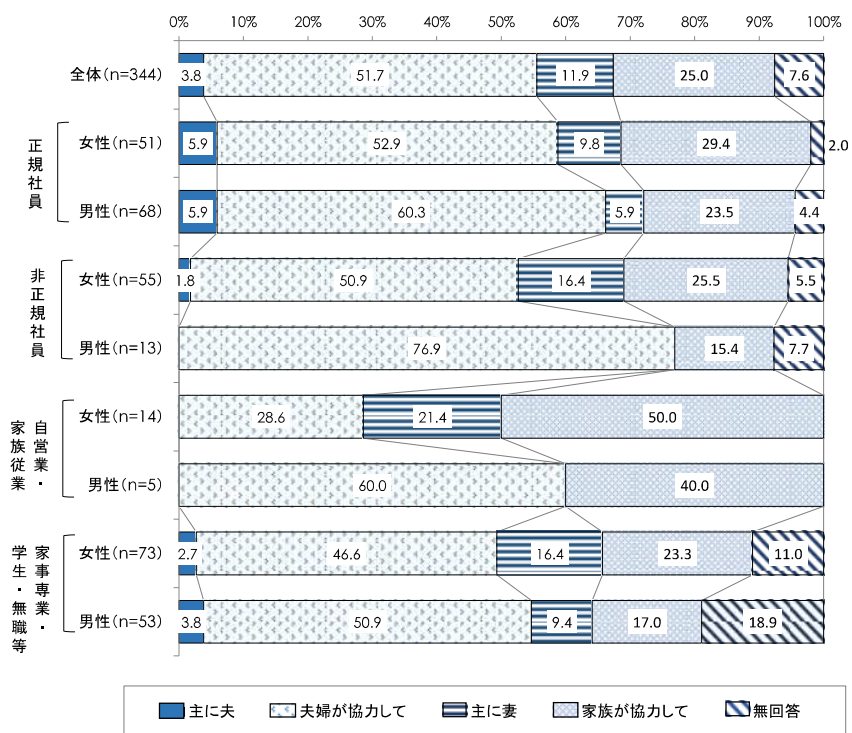 0% 10% 20% 30% 40% 50% 60% 70% 80% 90% 100%
全体(n=344) 3.8 51.7 11.9 25.0 7.6
正規社員
女性(n=51) 5.9 52.9 9.8 29.4 2.0
男性(n=68) 5.9 60.3 5.9 23.5 4.4
非正規社員
女性(n=55) 1.8 50.9 16.4 25.5 5.5
男性(n=13) 76.9 15.4 7.7
自営業・
家族従業
女性(n=14) 28.6 21.4 50.0
男性(n=5) 60.0 40.0
家事専業・
学生・無職等
女性(n=73) 2.7 46.6 16.4 23.3 11.0
男性(n=53) 3.8 50.9 9.4 17.0 18.9
主に夫 夫婦が協力して 主に妻 家族が協力して 無回答